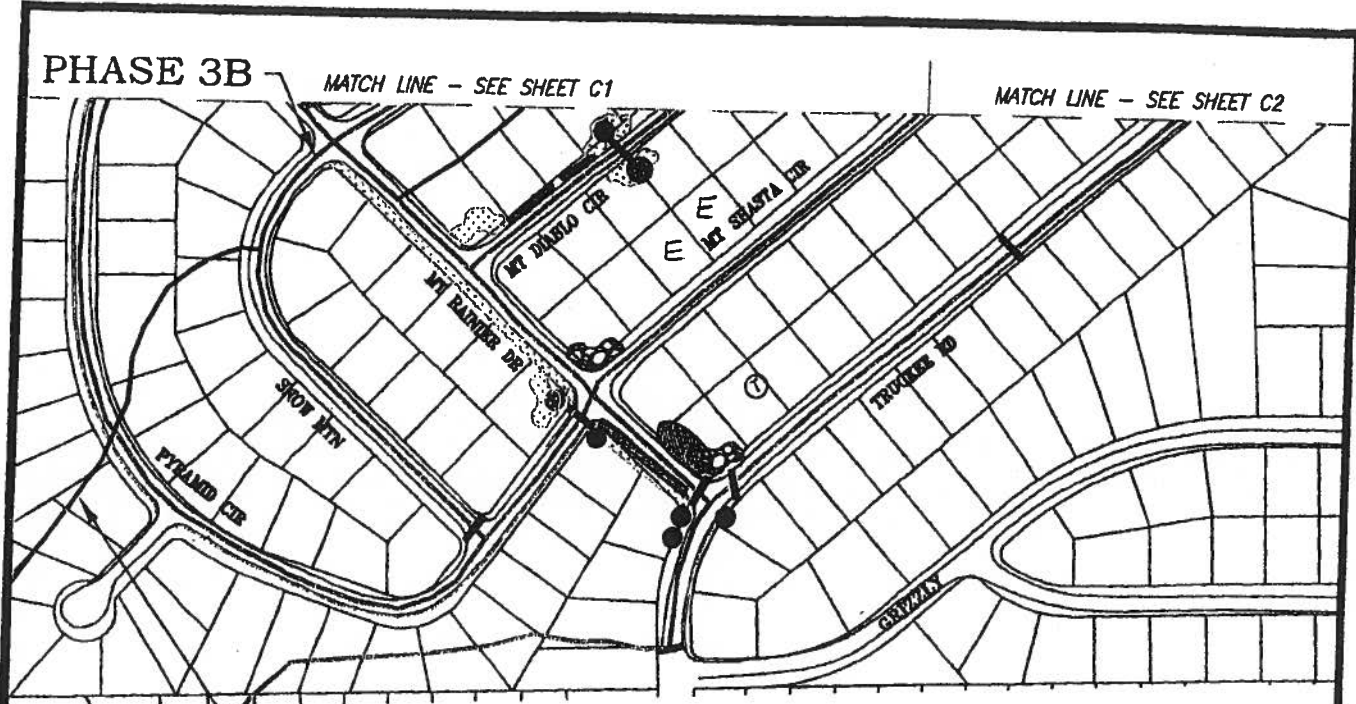 PHASE 3B
MATCH LINE - SEE SHEET C1
MATCH LINE - SEE SHEET C2
MT DIABLO CIR
E
E
MT SHASTA CIR
MT RAINIER DR
T
TRUCKEE RD
SNOW MTN
PYRAMID CIR
GRIZZLY